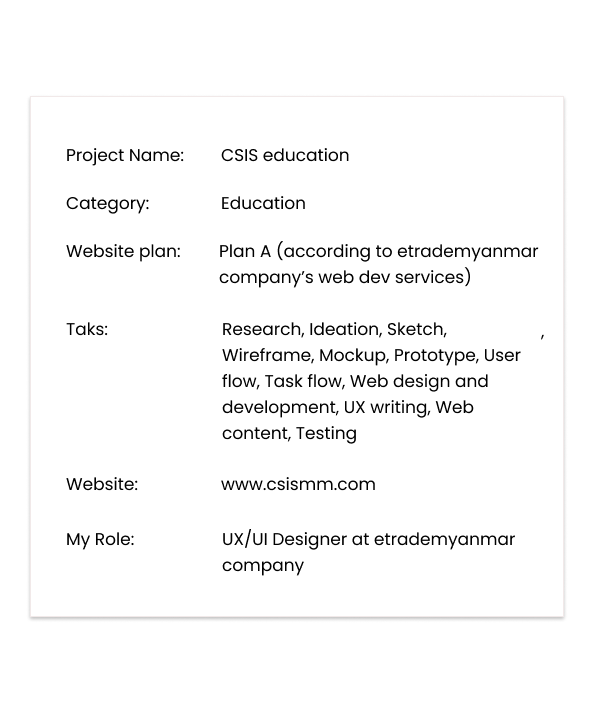 Project Name: CSIS education
Category: Education
Website plan: Plan A (according to etrademyanmar
company’s web dev services)
Taks: Research, Ideation, Sketch, ,
Wireframe, Mockup, Prototype, User
flow, Task flow, Web design and
development, UX writing, Web
content, Testing
Website: www.csismm.com
My Role: UX/UI Designer at etrademyanmar
company